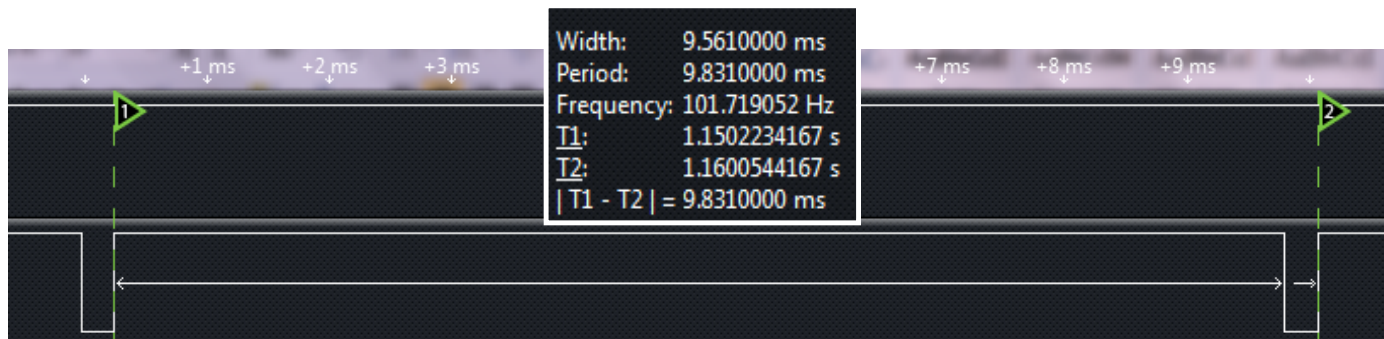 +1 ms +2 ms +3 ms +7 ms +8 ms +9 ms
Width: 9.5610000 ms
Period: 9.8310000 ms
Frequency: 101.719052 Hz
T1: 1.1502234167 s
T2: 1.1600544167 s
| T1 - T2 | = 9.8310000 ms
1 2